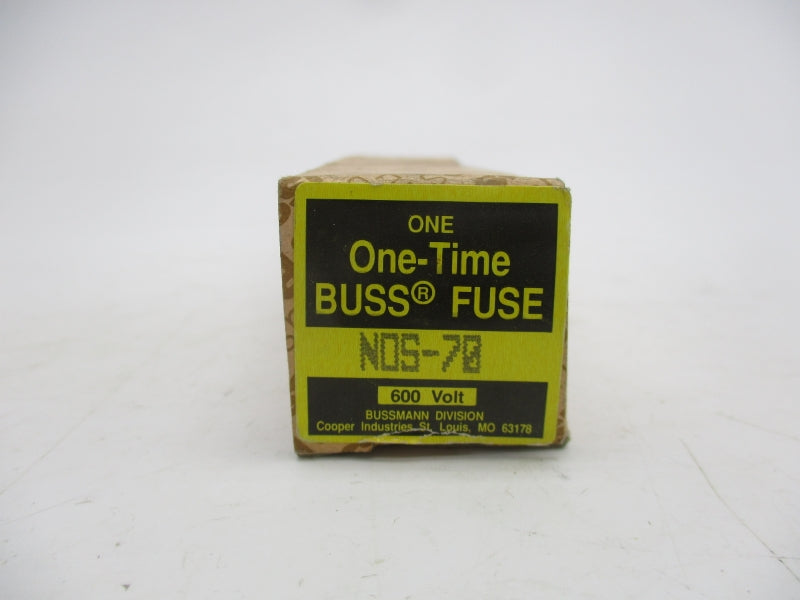 ONE
One-Time
BUSS® FUSE
NOS-70
600 Volt
BUSSMANN DIVISION
Cooper Industries St. Louis, MO 63178